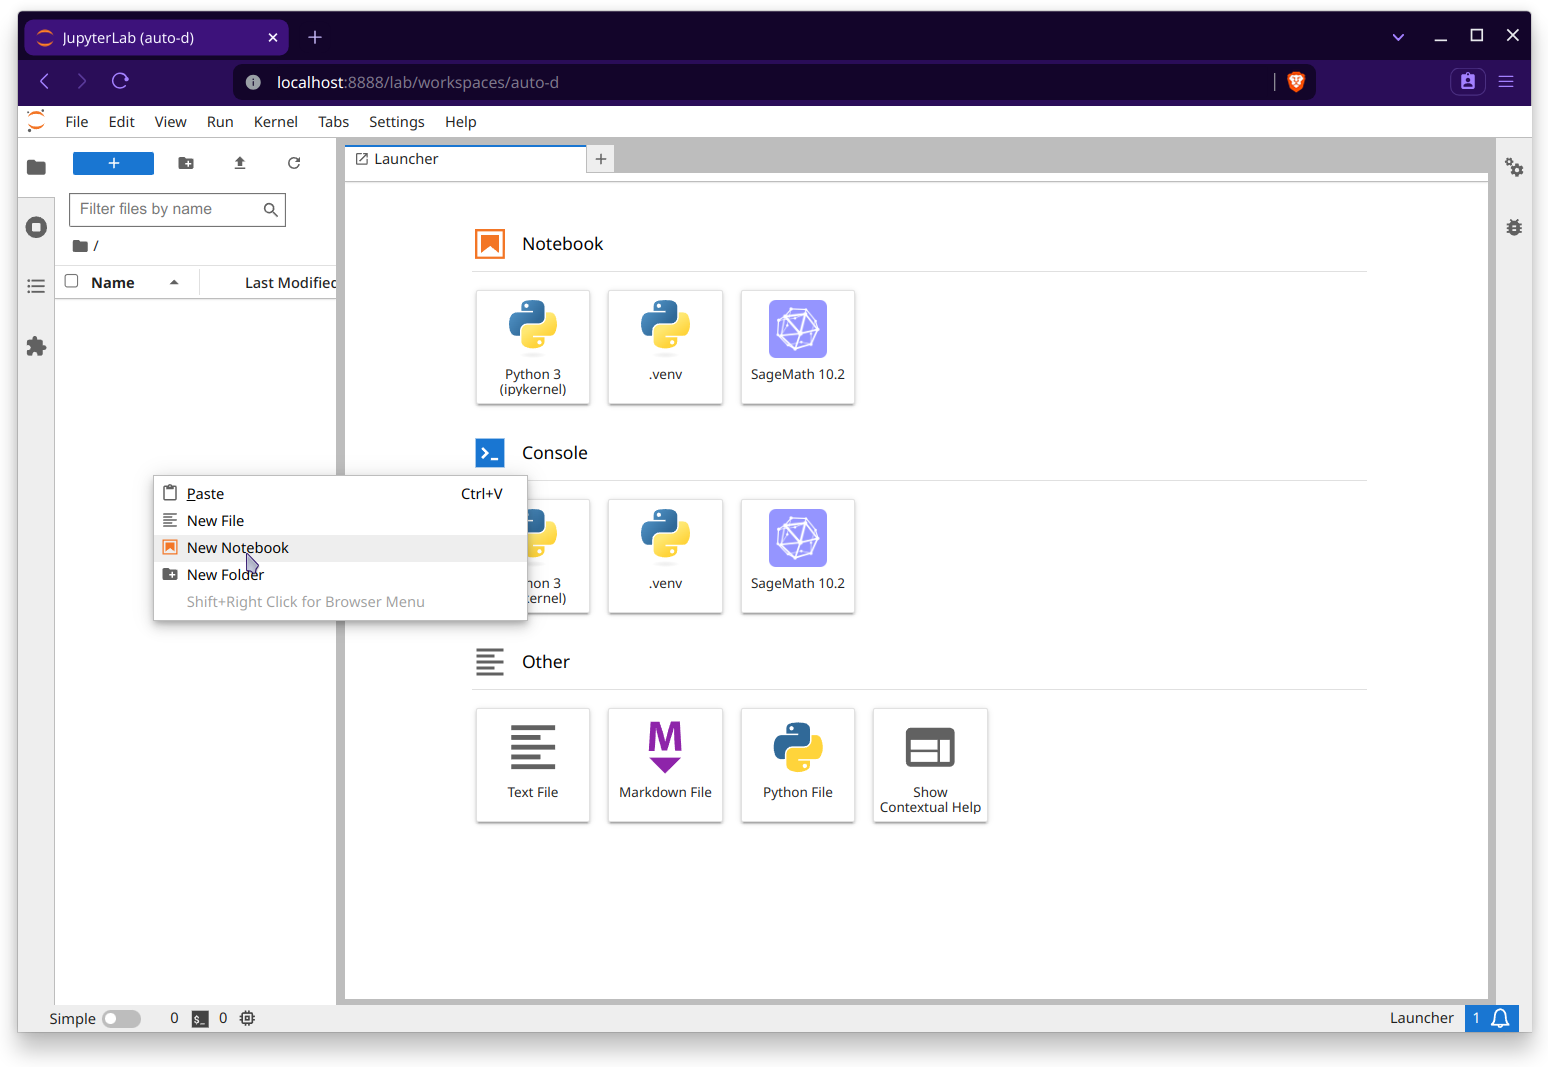 JupyterLab (auto-d)
localhost:8888/lab/workspaces/auto-d
File Edit View Run Kernel Tabs Settings Help
+
Launcher
Filter files by name
/
Name
Last Modified
Notebook
Python 3
(ipykernel)
.venv
SageMath 10.2
Console
.venv
SageMath 10.2
Paste Ctrl+V
New File
New Notebook
New Folder
Shift+Right Click for Browser Menu
Other
Text File
Markdown File
Python File
Show
Contextual Help
Simple
0
$_
0
Launcher
1